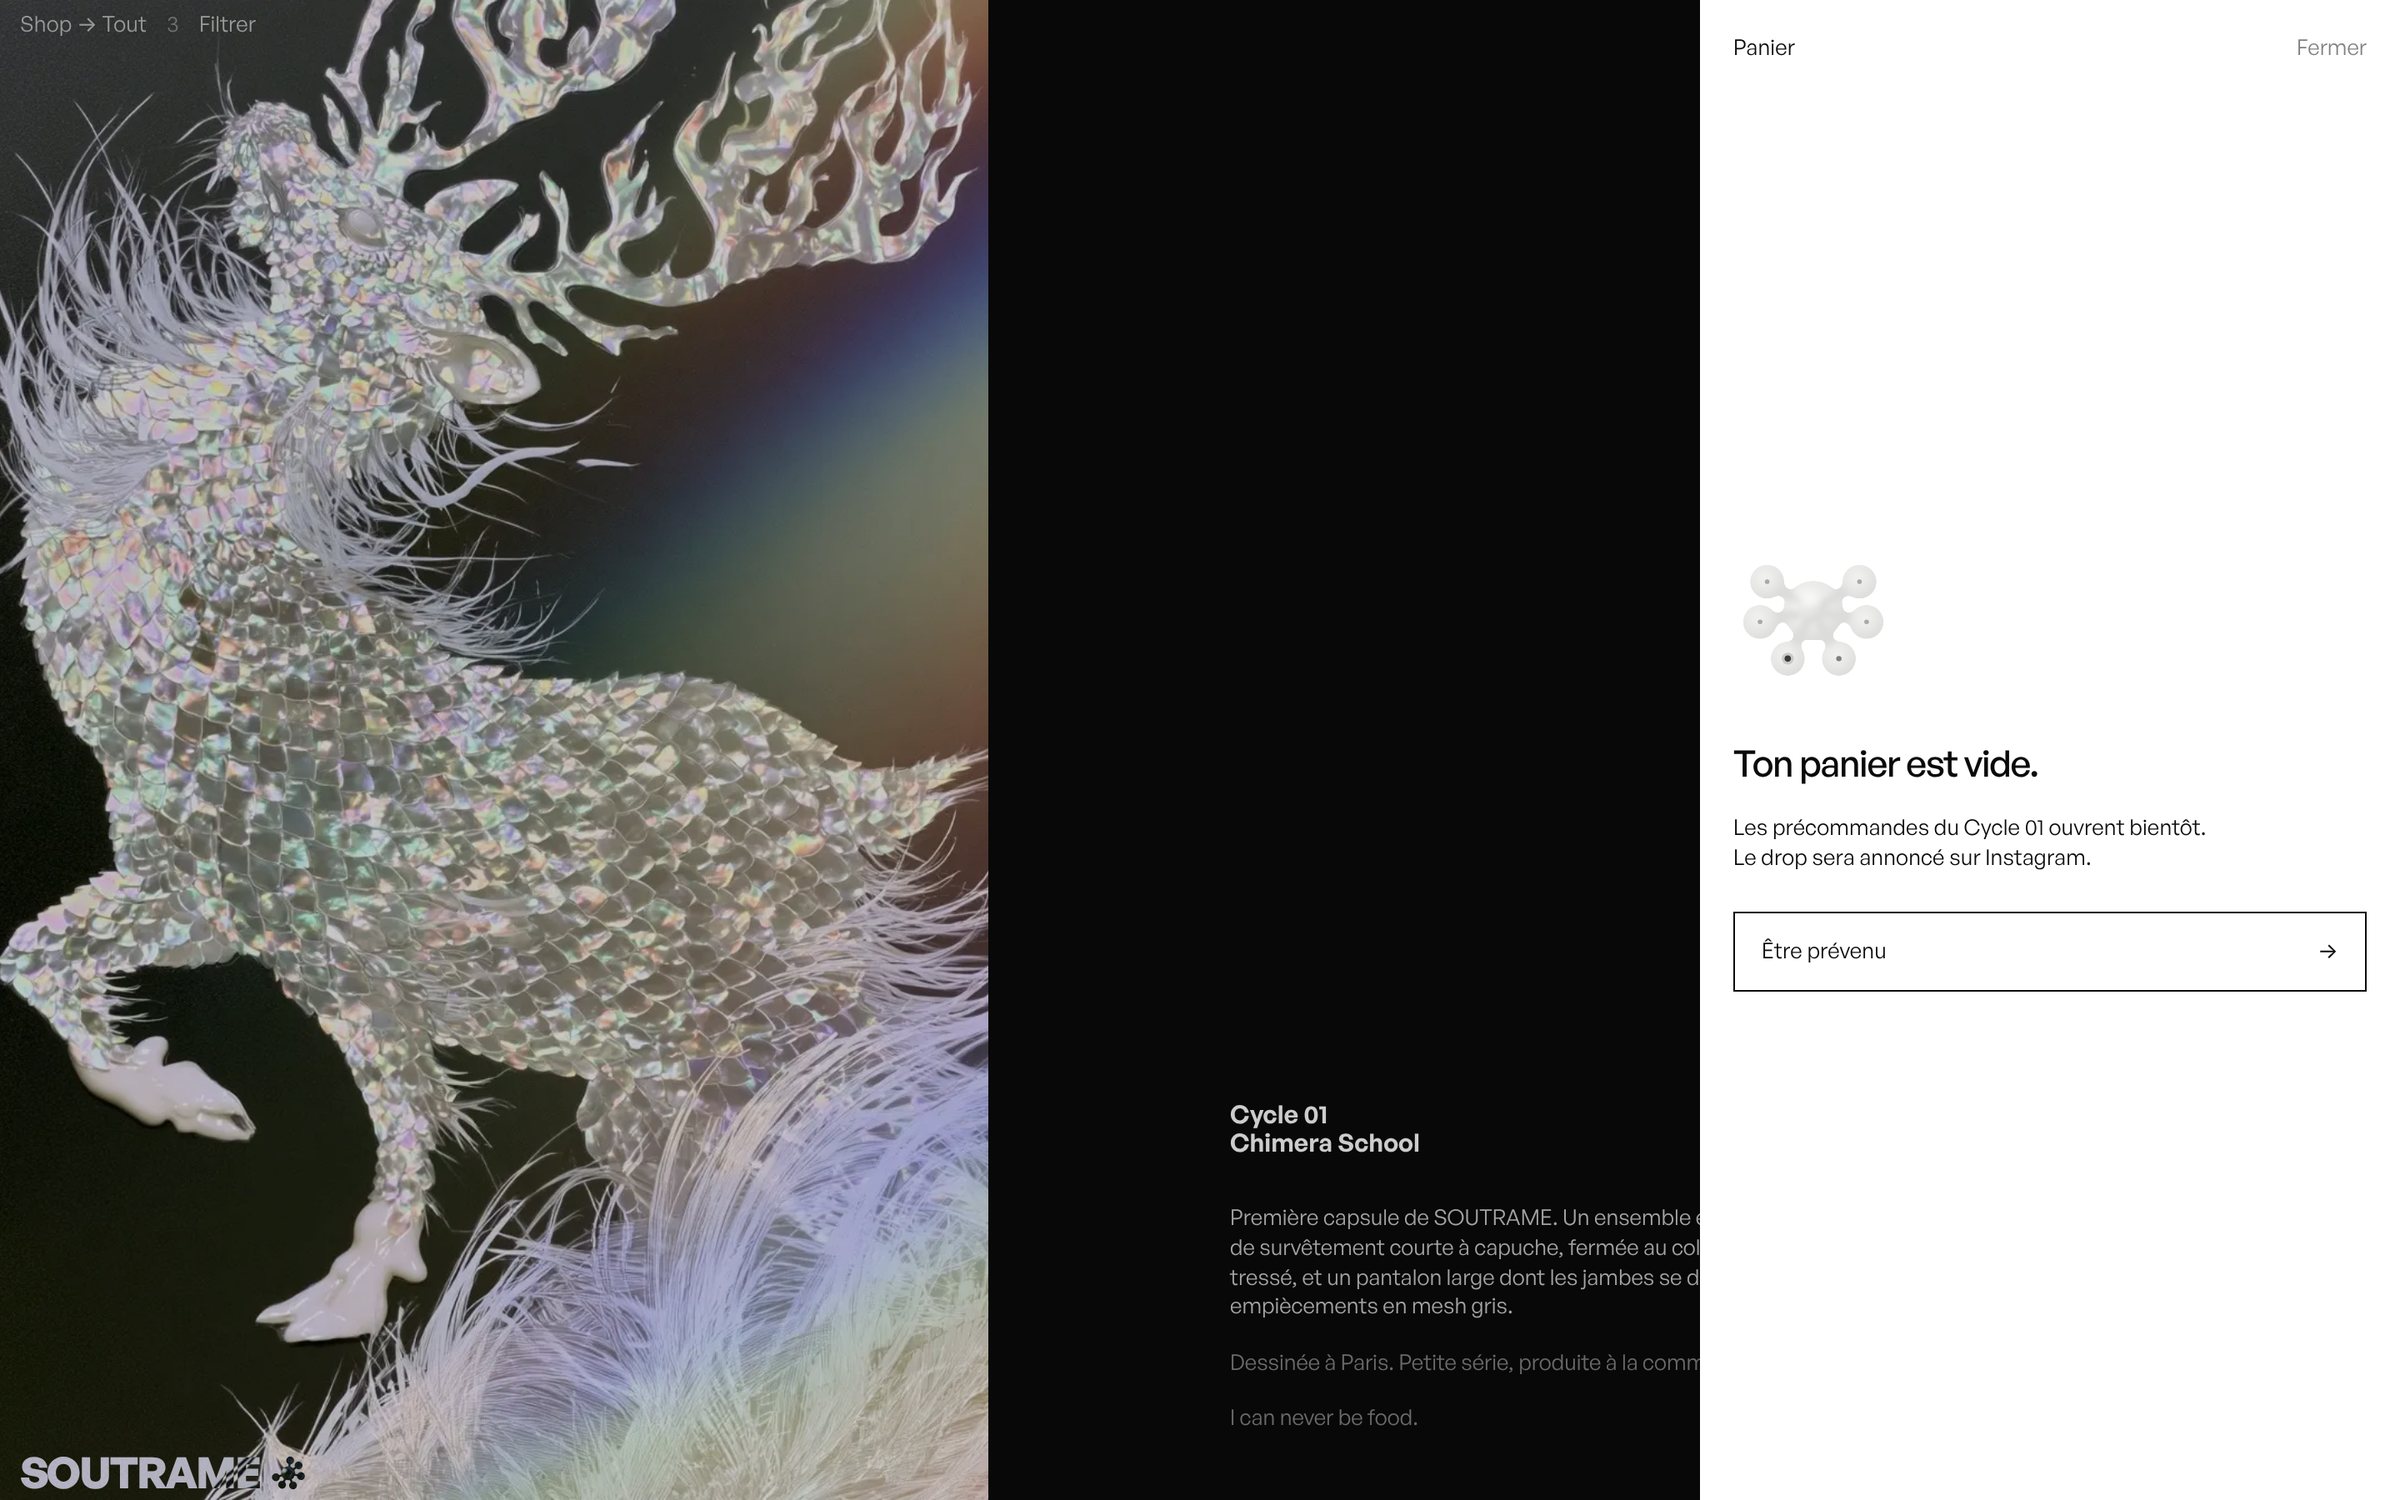 Shop → Tout 3 Filtrer
SOUTRAME
Cycle 01
Chimera School
Première capsule de SOUTRAME. Un ensemble
de survêtement courte à capuche, fermée au col
tressé, et un pantalon large dont les jambes se
empiècements en mesh gris.
Dessinée à Paris. Petite série, produite à la
I can never be food.
Panier
Fermer
Ton panier est vide.
Les précommandes du Cycle 01 ouvrent bientôt.
Le drop sera annoncé sur Instagram.
Être prévenu →